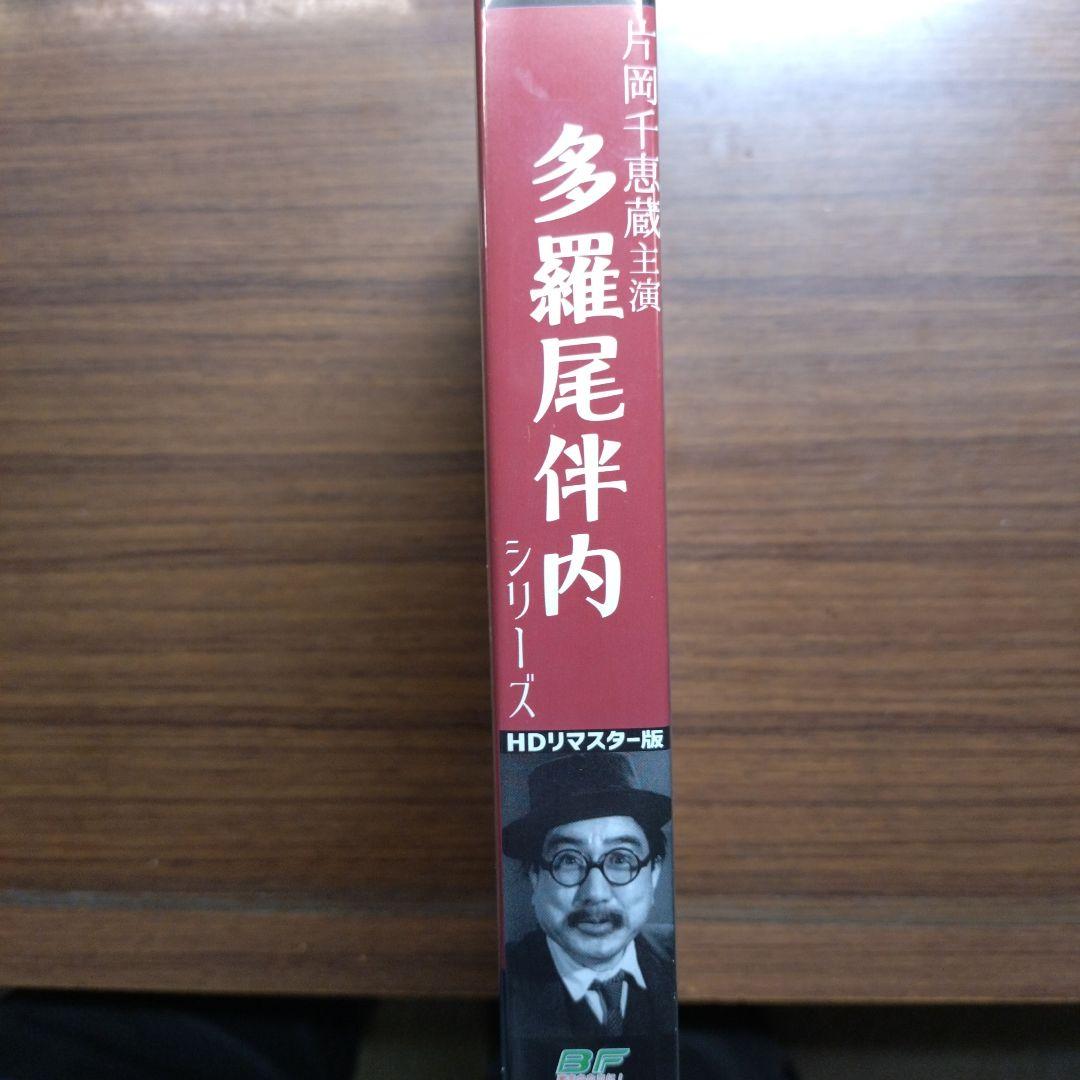 片岡千恵蔵主演
多羅尾伴内
シリーズ
HDリマスター版
BF